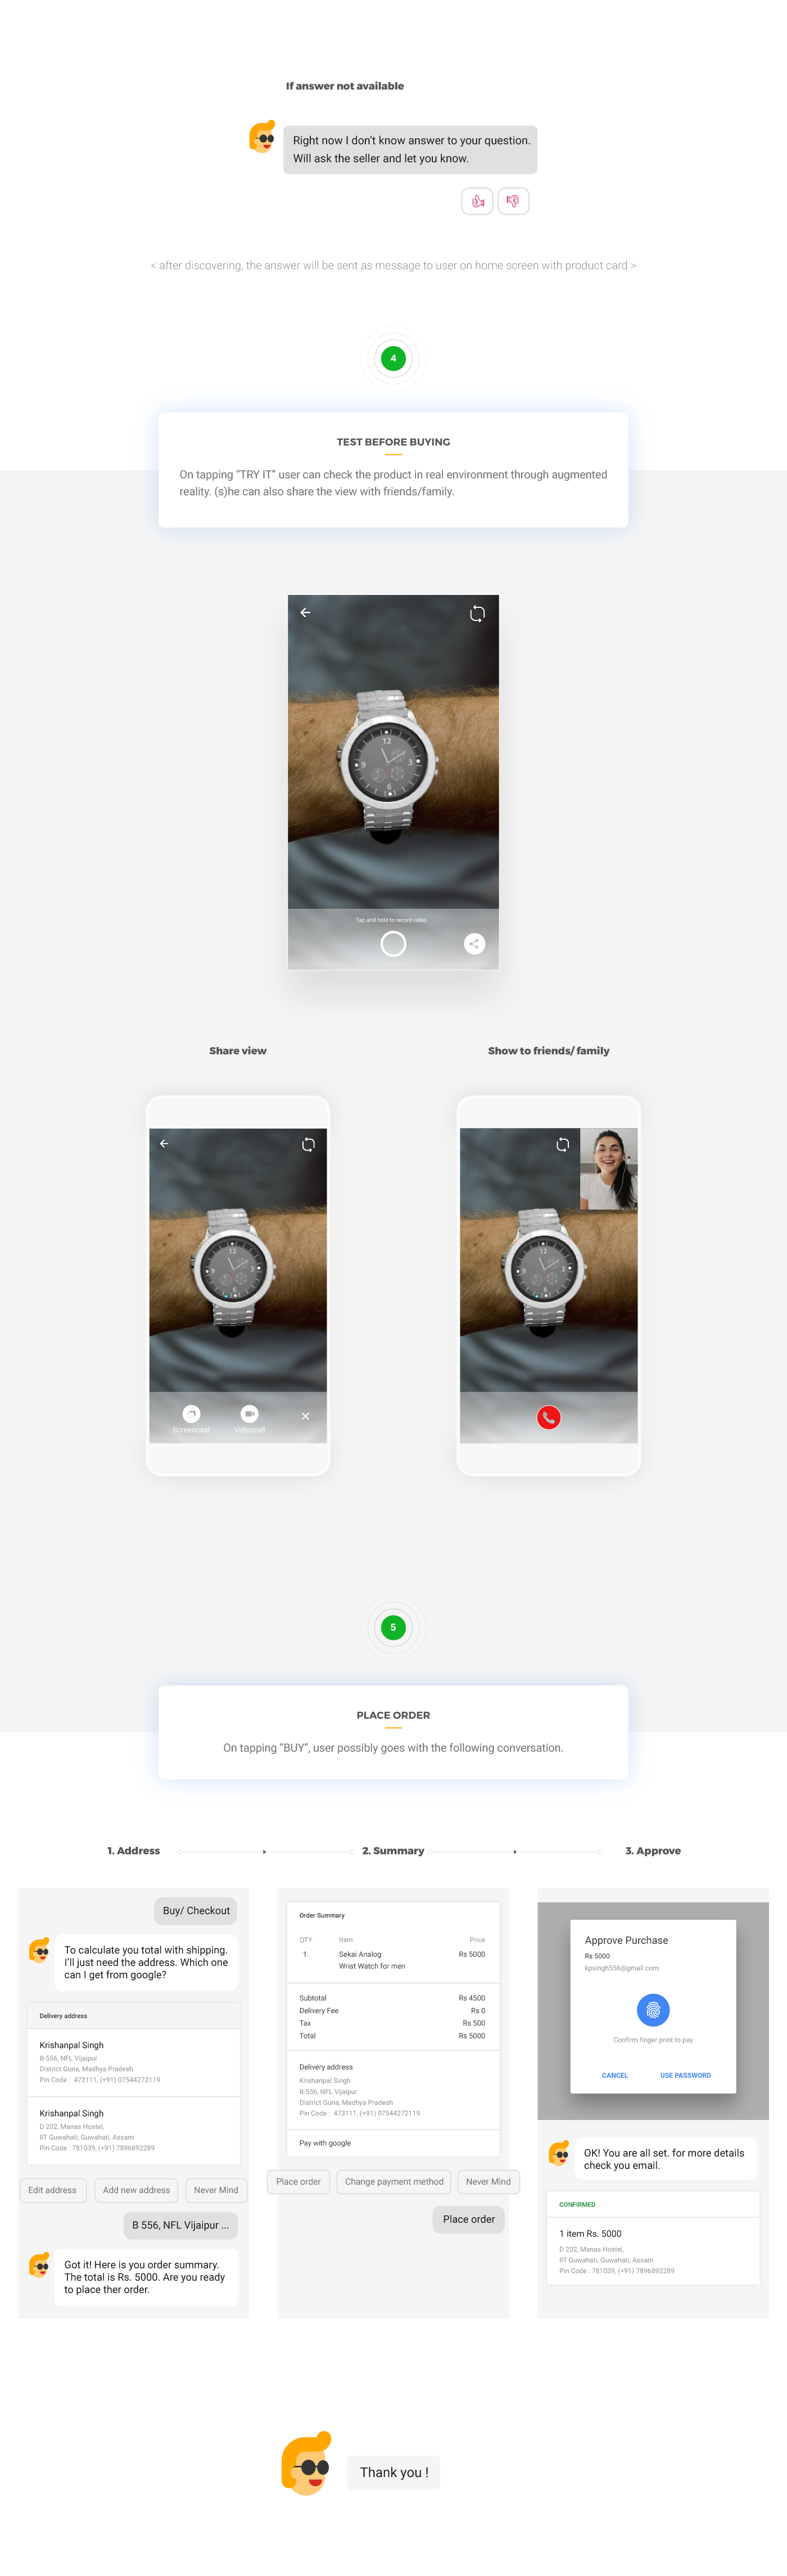 If answer not available
Right now I don't know answer to your question.
Will ask the seller and let you know.
< after discovering, the answer will be sent as message to user on home screen with product card >
4
TEST BEFORE BUYING
On tapping “TRY IT” user can check the product in real environment through augmented
reality. (s)he can also share the view with friends/family.
12
3
6
9
Tap and hold to record video
Share view
Show to friends/ family
12
3
6
9
Screencast
Videocall
12
3
6
9
5
PLACE ORDER
On tapping “BUY”, user possibly goes with the following conversation.
1. Address
2. Summary
3. Approve
Buy/ Checkout
To calculate you total with shipping.
I'll just need the address. Which one
can I get from google?
Delivery address
Krishanpal Singh
B-556, NFL Vijaipur
District Guna, Madhya Pradesh
Pin Code : 473111, (+91) 07544272119
Krishanpal Singh
D 202, Manas Hostel,
IIT Guwahati, Guwahati, Assam
Pin Code : 781039, (+91) 7896892289
Edit address
Add new address
Never Mind
B 556, NFL Vijaipur ...
Got it! Here is you order summary.
The total is Rs. 5000. Are you ready
to place ther order.
Order Summary
QTY Item Price
1. Sekai Analog Rs 5000
Wrist Watch for men
Subtotal Rs 4500
Delivery Fee Rs 0
Tax Rs 500
Total Rs 5000
Delivery address
Krishanpal Singh
B-556, NFL Vijaipur
District Guna, Madhya Pradesh
Pin Code : 473111, (+91) 07544272119
Pay with google
Place order
Change payment method
Never Mind
Place order
Approve Purchase
Rs 5000
kpsingh556@gmail.com
Confirm finger print to pay
CANCEL
USE PASSWORD
OK! You are all set. for more details
check you email.
CONFIRMED
1 item Rs. 5000
D 202, Manas Hostel,
IIT Guwahati, Guwahati, Assam
Pin Code : 781039, (+91) 7896892289
Thank you !